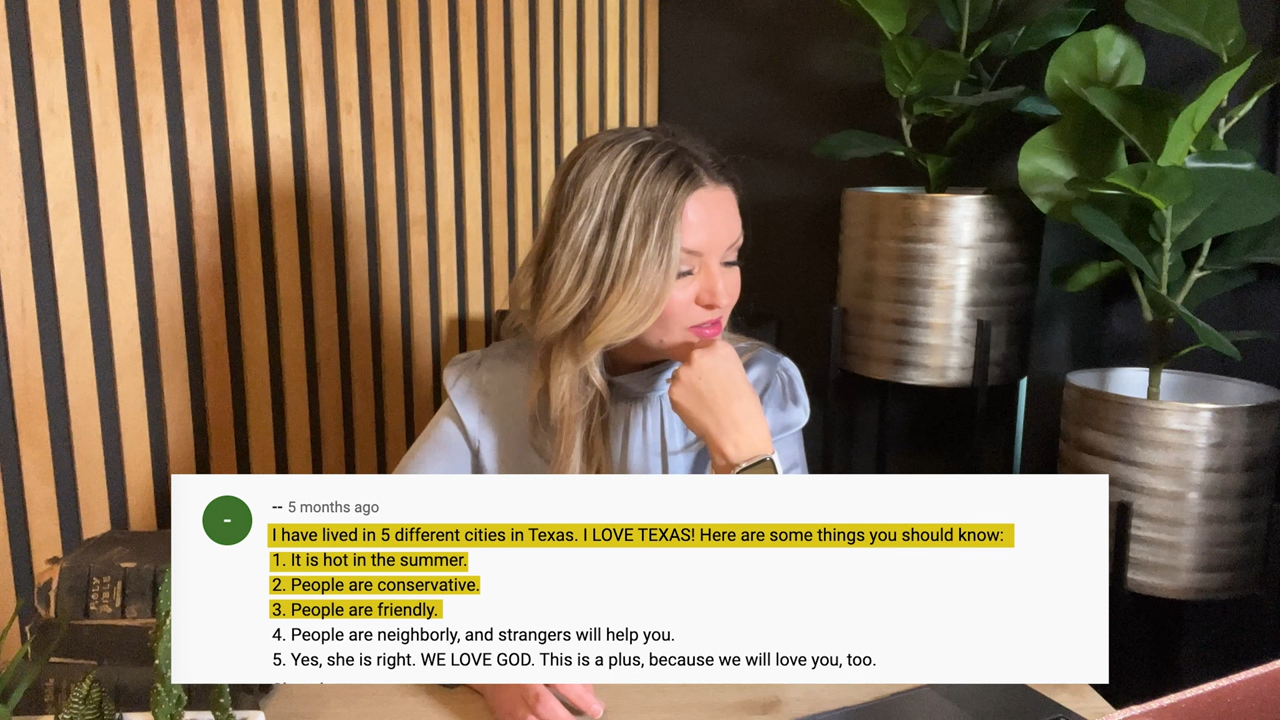 -- 5 months ago
-
I have lived in 5 different cities in Texas. I LOVE TEXAS! Here are some things you should know:
1. It is hot in the summer.
2. People are conservative.
3. People are friendly.
4. People are neighborly, and strangers will help you.
5. Yes, she is right. WE LOVE GOD. This is a plus, because we will love you, too.
HOLY
BIBLE